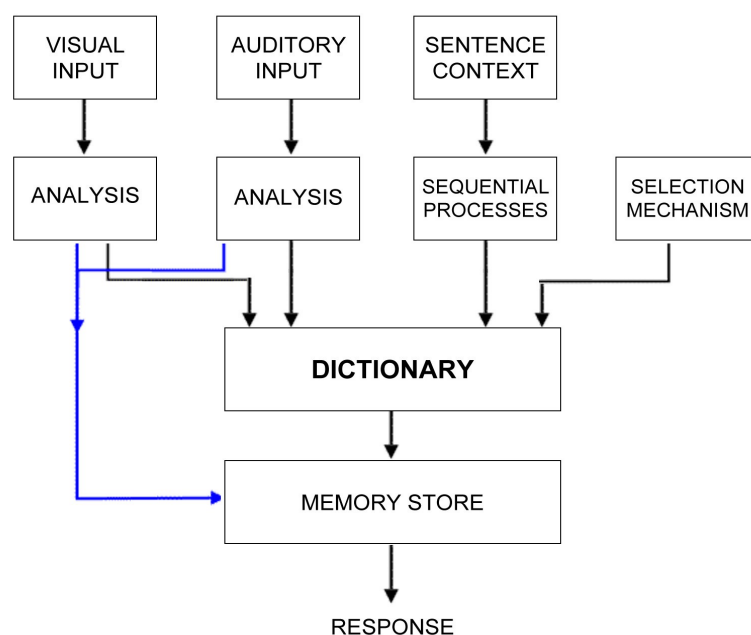 VISUAL
INPUT
AUDITORY
INPUT
SENTENCE
CONTEXT
ANALYSIS
ANALYSIS
SEQUENTIAL
PROCESSES
SELECTION
MECHANISM
DICTIONARY
MEMORY STORE
RESPONSE